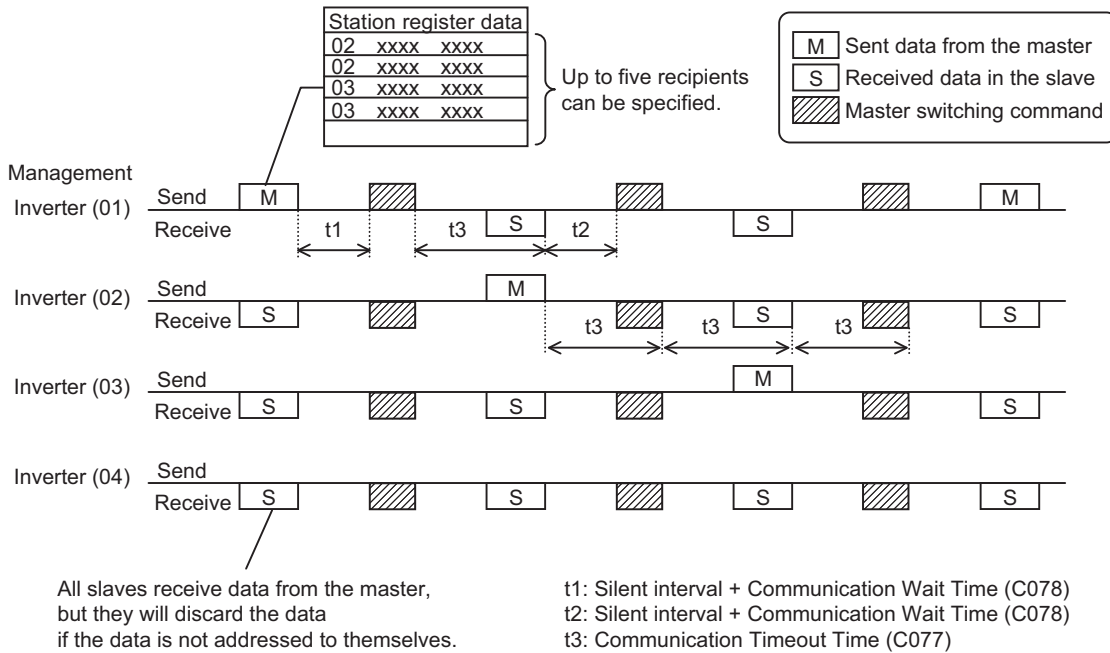 Station register data
02 xxxx xxxx
02 xxxx xxxx
03 xxxx xxxx
03 xxxx xxxx
Up to five recipients
can be specified.
M Sent data from the master
S Received data in the slave
Master switching command
Management
Inverter (01)
Send
M
M
Receive
t1
t3
S
t2
S
Inverter (02)
Send
M
Receive
S
S
S
t3
t3
t3
Inverter (03)
Send
M
Receive
S
S
S
Inverter (04)
Send
Receive
S
S
S
S
All slaves receive data from the master,
but they will discard the data
if the data is not addressed to themselves.
t1: Silent interval + Communication Wait Time (C078)
t2: Silent interval + Communication Wait Time (C078)
t3: Communication Timeout Time (C077)